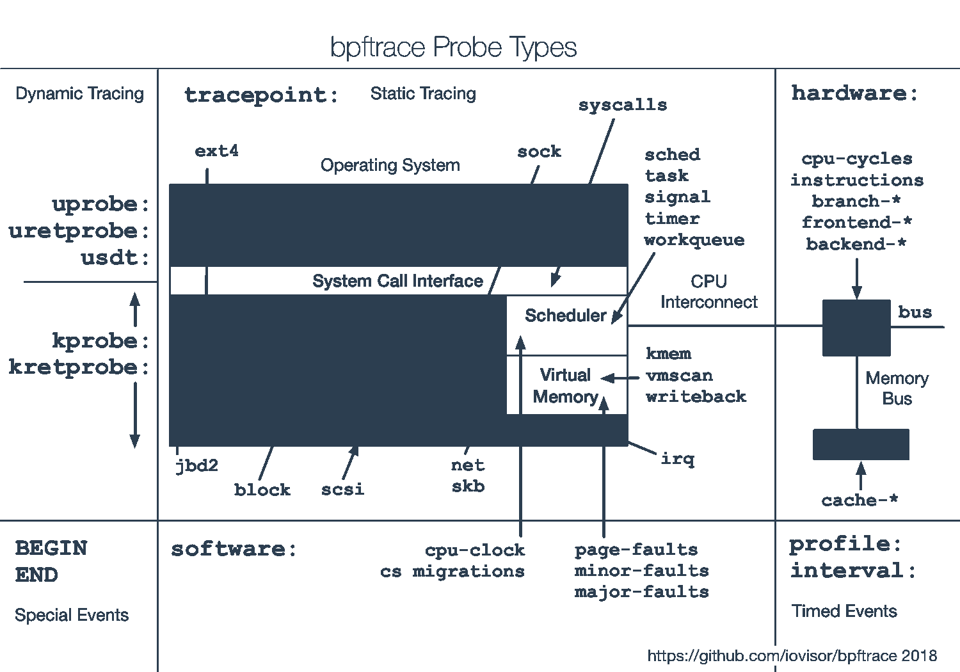 bpftrace Probe Types
Dynamic Tracing
tracepoint: Static Tracing
hardware:
syscalls
ext4
Operating System
sock
sched
task
signal
timer
workqueue
cpu-cycles
instructions
branch-*
frontend-*
backend-*
uprobe:
uretprobe:
usdt:
System Call Interface
CPU
Interconnect
kprobe:
kretprobe:
Scheduler
bus
Virtual
Memory
kmem
vmscan
writeback
Memory
Bus
jbd2
block
scsi
net
skb
irq
cache-*
BEGIN
END
Special Events
software:
cpu-clock
cs migrations
page-faults
minor-faults
major-faults
profile:
interval:
Timed Events
https://github.com/iovisor/bpftrace 2018